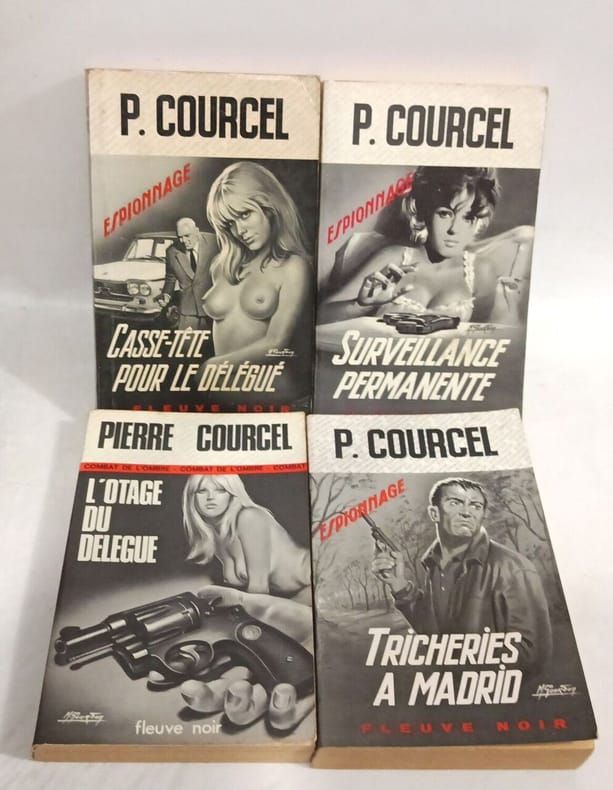 P. COURCEL
ESPIONNAGE
CASSE-TÊTE
POUR LE DÉLÉGUÉ
FLEUVE NOIR
P. COURCEL
ESPIONNAGE
SURVEILLANCE
PERMANENTE
PIERRE COURCEL
COMBAT DE L'OMBRE - COMBAT DE L'OMBRE - COMBAT
L'OTAGE
DU
DELEGUE
fleuve noir
P. COURCEL
ESPIONNAGE
TRICHERIES
A MADRID
FLEUVE NOIR